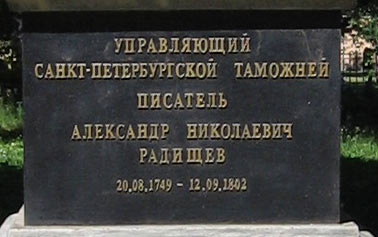 УПРАВЛЯЮЩИЙ
САНКТ-ПЕТЕРБУРГСКОЙ ТАМОЖНЕЙ
ПИСАТЕЛЬ
АЛЕКСАНДР НИКОЛАЕВИЧ
РАДИЩЕВ
20.08.1749 - 12.09.1802